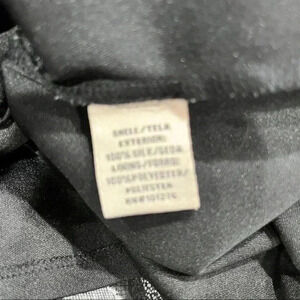 SHELL/TELA
EXTERIOR:
100% SILK/SEDA
LINING/FORRO:
100% POLYESTER/
POLIESTER